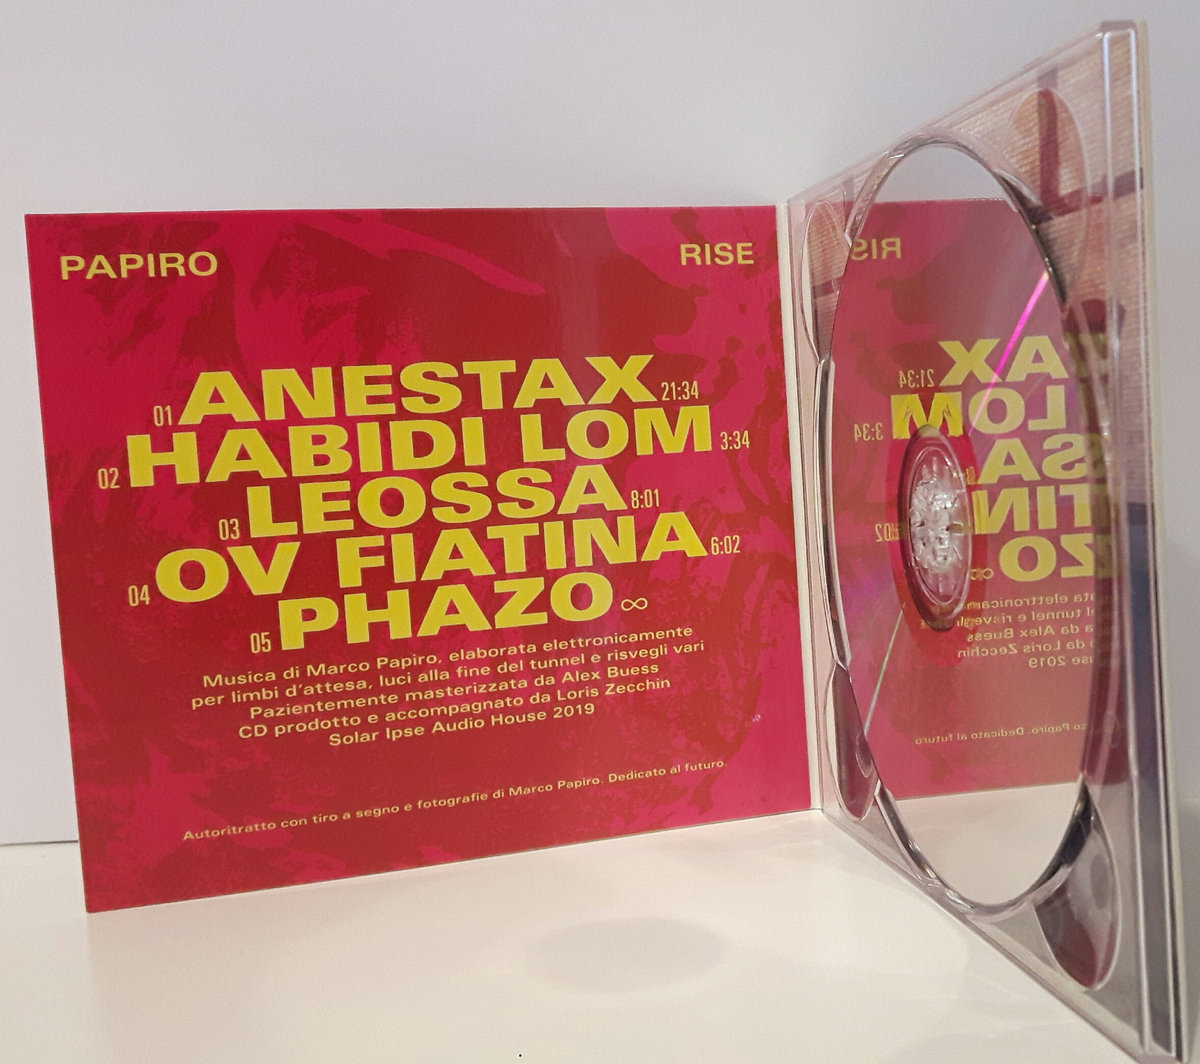 PAPIRO RISE
01 ANESTAX 21:34
02 HABIDI LOM 3:34
03 LEOSSA 8:01
04 OV FIATINA 6:02
05 PHAZO ∞
Musica di Marco Papiro, elaborata elettronicamente
per limbi d'attesa, luci alla fine del tunnel e risvegli vari
Pazientemente masterizzata da Alex Buess
CD prodotto e accompagnato da Loris Zecchin
Solar Ipse Audio House 2019
Autoritratto con tiro a segno e fotografie di Marco Papiro. Dedicato al futuro.